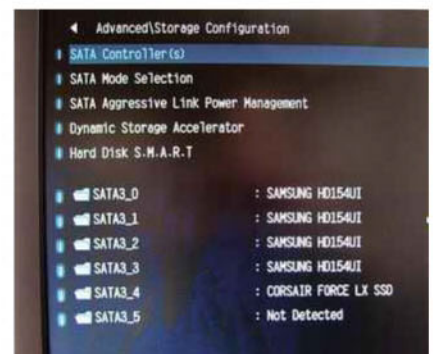 Advanced\Storage Configuration
SATA Controller(s)
SATA Mode Selection
SATA Aggressive Link Power Management
Dynamic Storage Accelerator
Hard Disk S.M.A.R.T
SATA3_0 : SAMSUNG HD154UI
SATA3_1 : SAMSUNG HD154UI
SATA3_2 : SAMSUNG HD154UI
SATA3_3 : SAMSUNG HD154UI
SATA3_4 : CORSAIR FORCE LX SSD
SATA3_5 : Not Detected